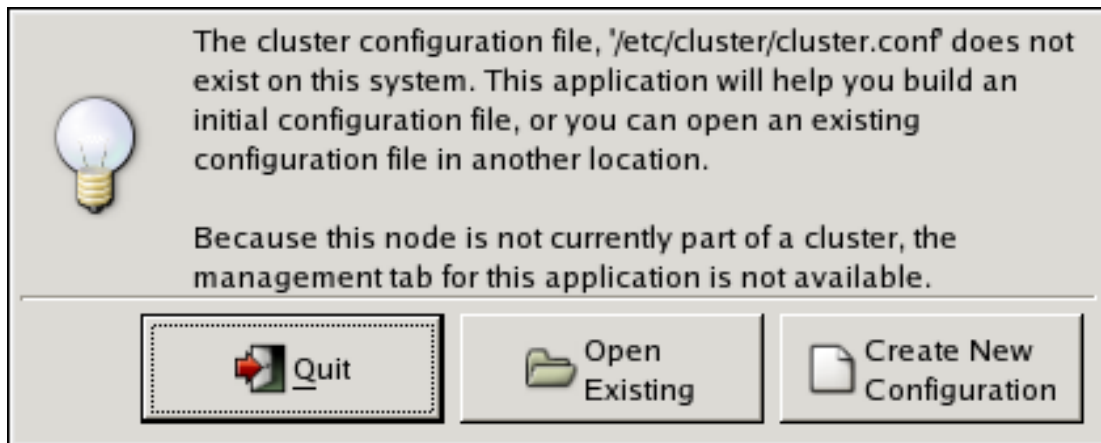 The cluster configuration file, '/etc/cluster/cluster.conf' does not
exist on this system. This application will help you build an
initial configuration file, or you can open an existing
configuration file in another location.
Because this node is not currently part of a cluster, the
management tab for this application is not available.
Quit
Open
Existing
Create New
Configuration